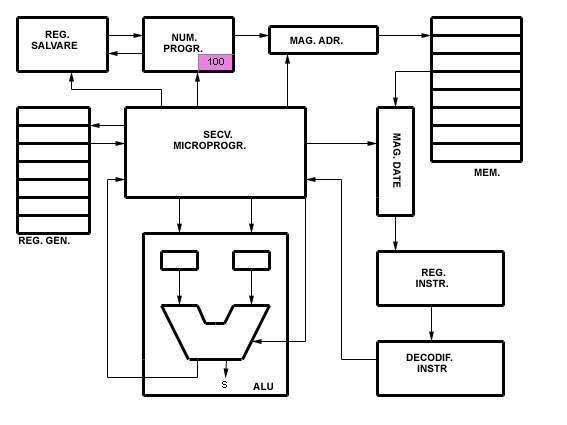 REG.
SALVARE
NUM.
PROGR.
100
MAG. ADR.
SECV.
MICROPROGR.
MAG. DATE
MEM.
REG. GEN.
REG.
INSTR.
DECODIF.
INSTR
S
ALU